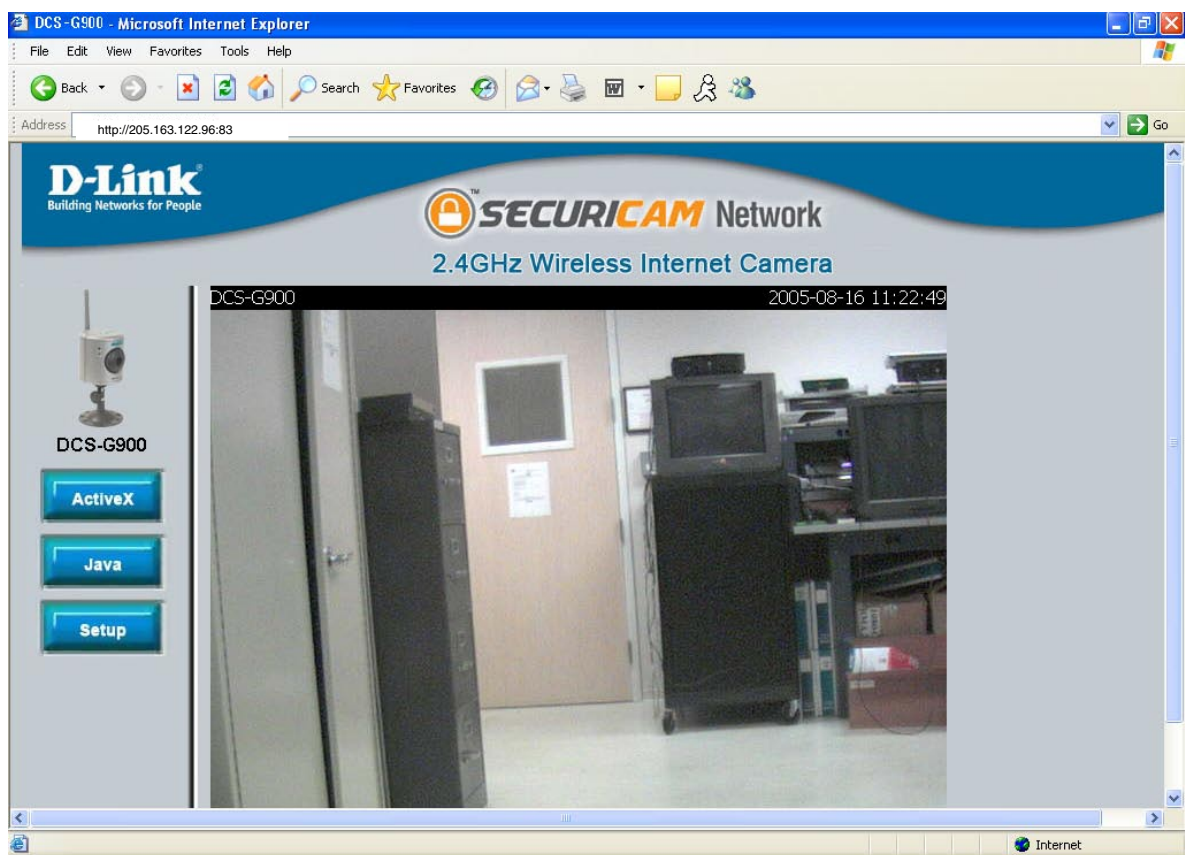 DCS-G900 - Microsoft Internet Explorer
File Edit View Favorites Tools Help
Back Search Favorites
Address http://205.163.122.96:83 Go
D-Link®
Building Networks for People
™SECURICAM Network
2.4GHz Wireless Internet Camera
DCS-G900 2005-08-16 11:22:49
DCS-G900
ActiveX
Java
Setup
Internet